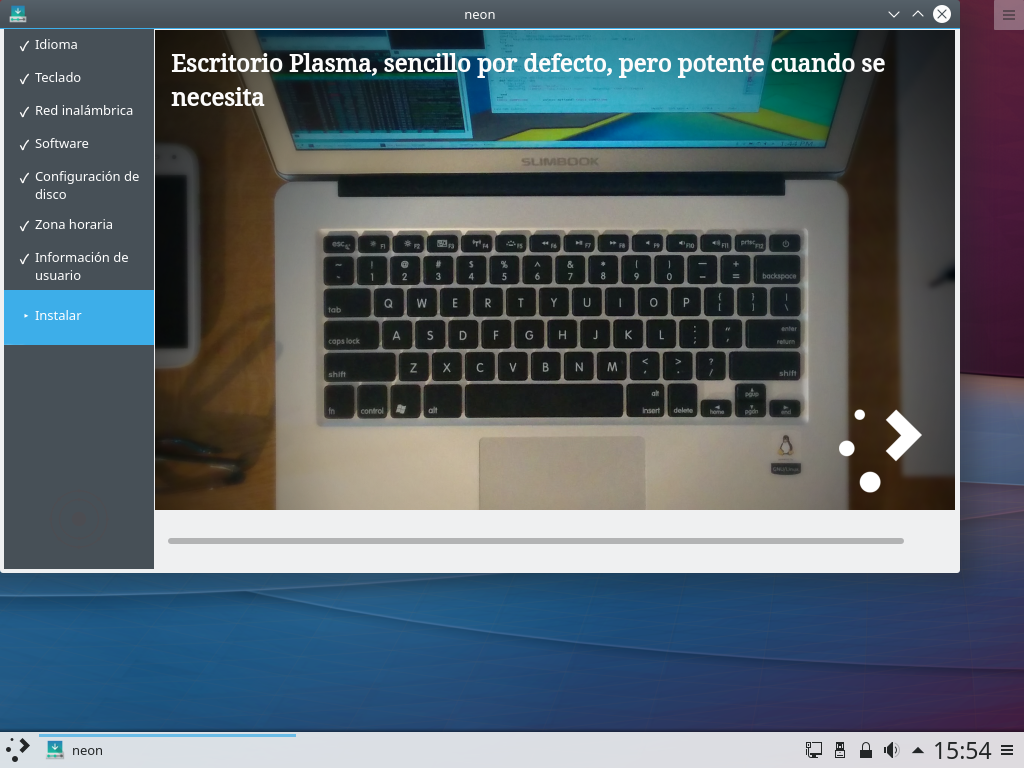 neon
✓ Idioma
✓ Teclado
✓ Red inalámbrica
✓ Software
✓ Configuración de
disco
✓ Zona horaria
✓ Información de
usuario
▸ Instalar
Escritorio Plasma, sencillo por defecto, pero potente cuando se
necesita
SLIMBOOK
esc F1 F2 F3 F4 F5 F6 F7 F8 F9 F10 F11 prtsc F12
! 1 @ 2 # 3 $ 4 % 5 ^ 6 & 7 * 8 ( 9 ) 0 — - + = backspace
tab Q W E R T Y U I O P { [ } ] | \
caps lock A S D F G H J K L : ; " ' enter return
shift Z X C V B N M < , > . ? / shift
fn control alt alt insert delete home pgup pgdn end
neon
15:54